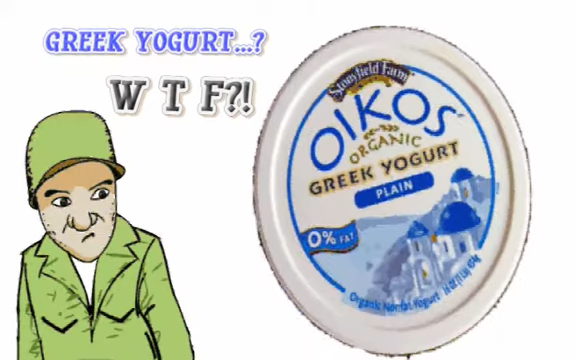 GREEK YOGURT...?
W T F?!
Stonyfield Farm
OIKOS
ORGANIC
GREEK YOGURT
PLAIN
0% FAT
Organic Nonfat Yogurt